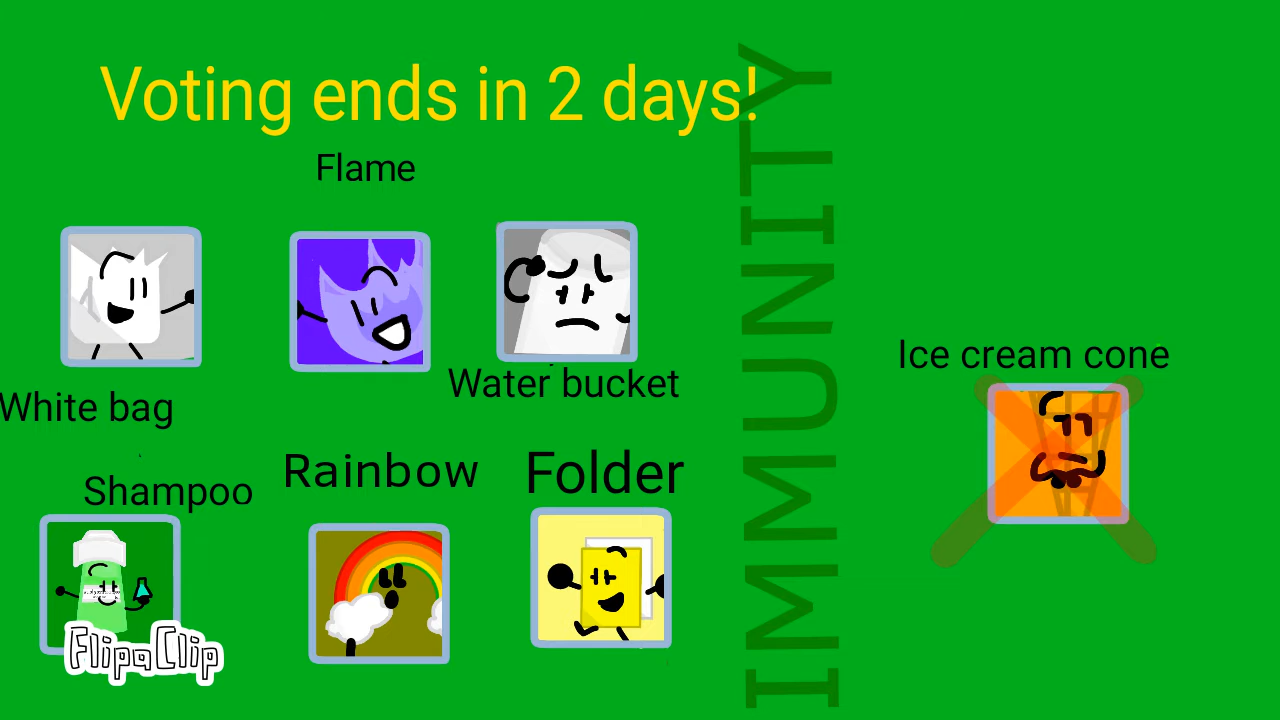 Voting ends in 2 days!
Flame
White bag
Water bucket
Shampoo
Rainbow
Folder
IMMUNITY
Ice cream cone
FlipaClip